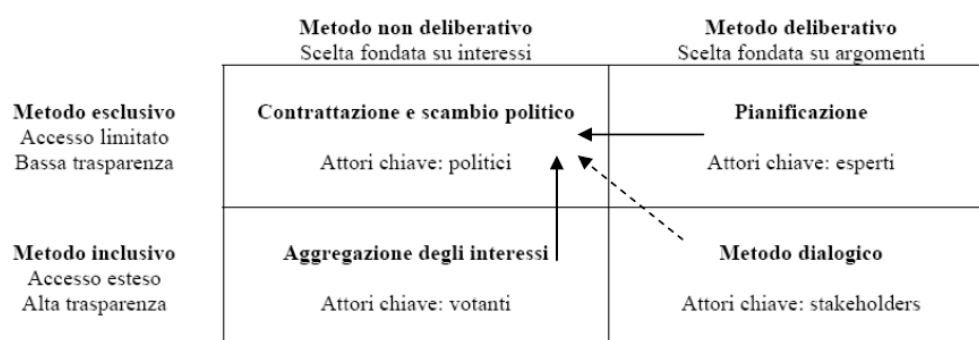 Metodo non deliberativo
Scelta fondata su interessi
Metodo deliberativo
Scelta fondata su argomenti
Metodo esclusivo
Accesso limitato
Bassa trasparenza
Contrattazione e scambio politico
Attori chiave: politici
Pianificazione
Attori chiave: esperti
Metodo inclusivo
Accesso esteso
Alta trasparenza
Aggregazione degli interessi
Attori chiave: votanti
Metodo dialogico
Attori chiave: stakeholders